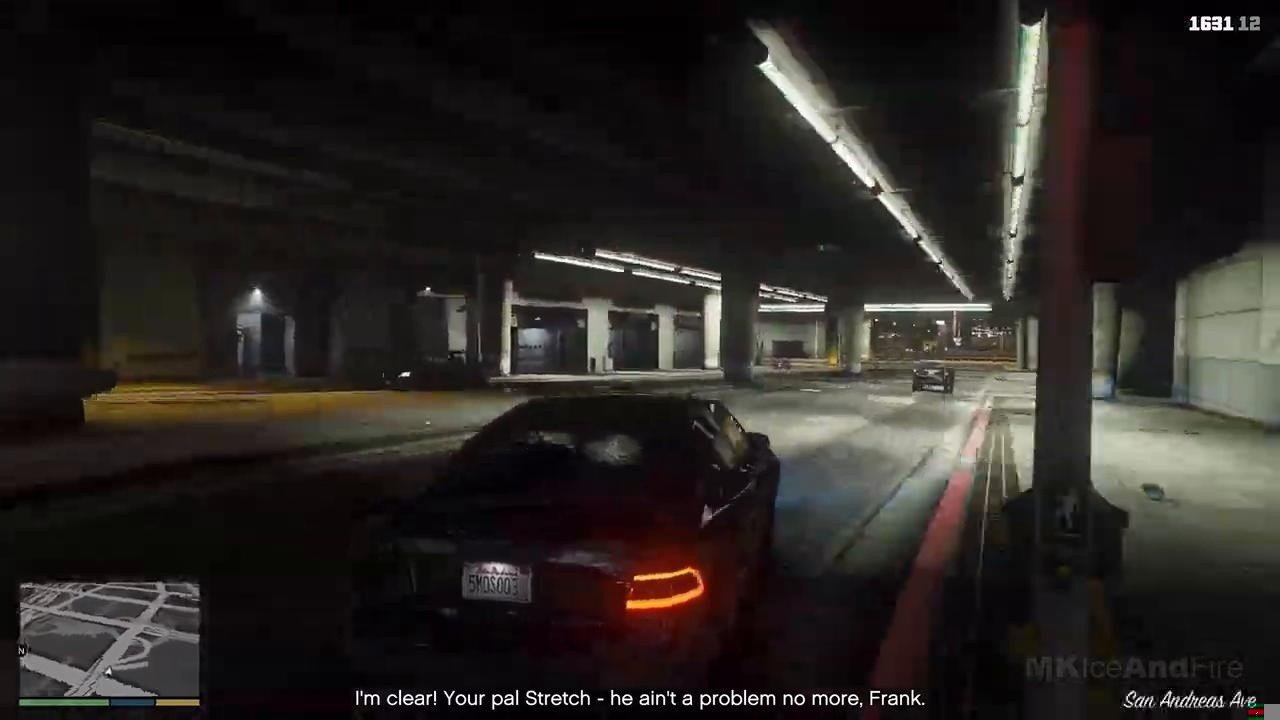 1631 12
5MDS003
N
I'm clear! Your pal Stretch - he ain't a problem no more, Frank.
MKIceAndFire
San Andreas Ave